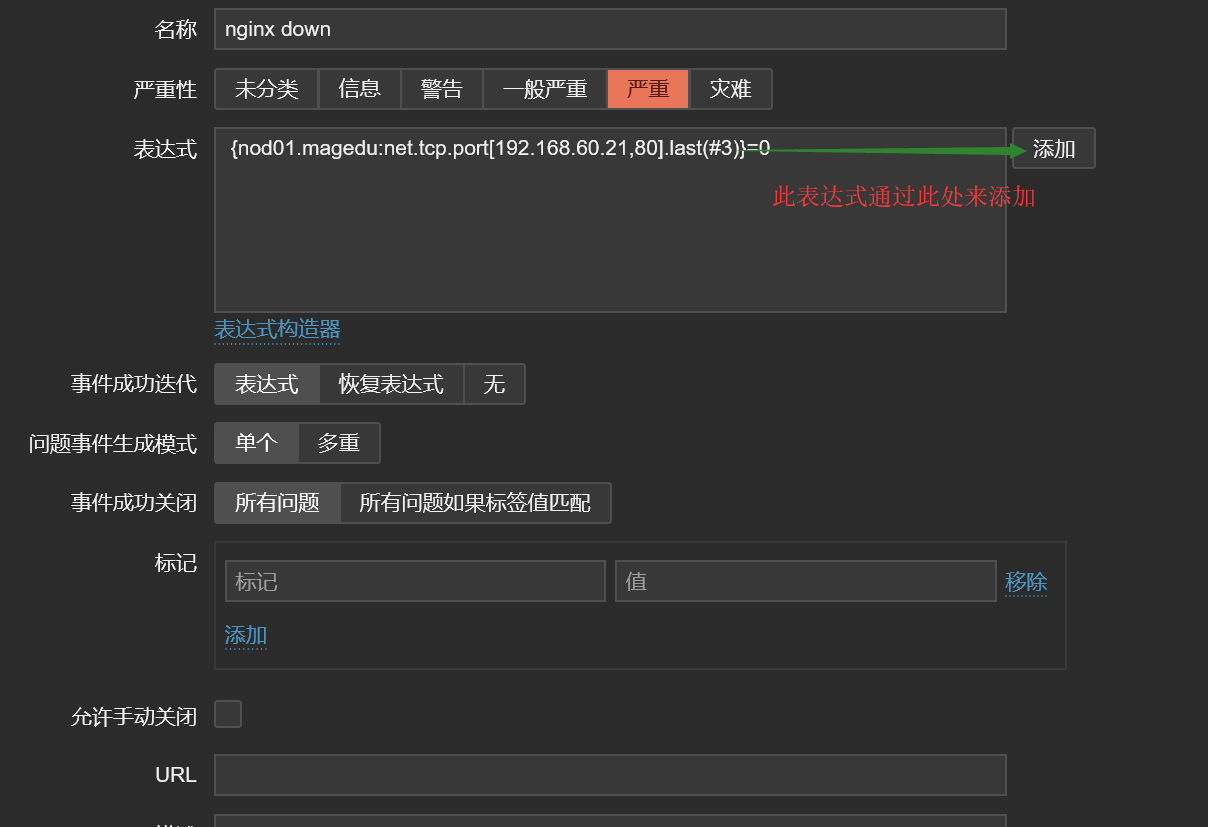 名称 nginx down
严重性 未分类 信息 警告 一般严重 严重 灾难
表达式 {nod01.magedu:net.tcp.port[192.168.60.21,80].last(#3)}=0 添加
此表达式通过此处来添加
表达式构造器
事件成功迭代 表达式 恢复表达式 无
问题事件生成模式 单个 多重
事件成功关闭 所有问题 所有问题如果标签值匹配
标记 标记 值 移除
添加
允许手动关闭
URL